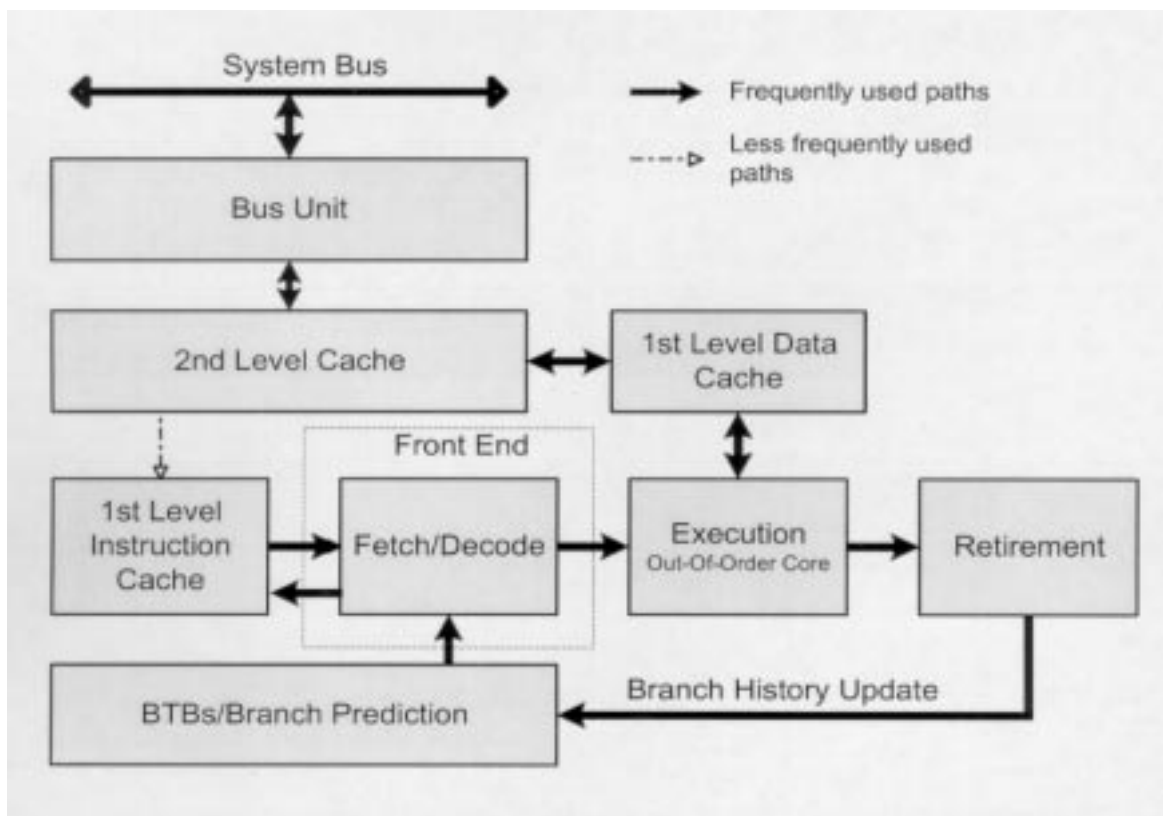 System Bus
Frequently used paths
Less frequently used
paths
Bus Unit
2nd Level Cache
1st Level Data
Cache
Front End
1st Level
Instruction
Cache
Fetch/Decode
Execution
Out-Of-Order Core
Retirement
BTBs/Branch Prediction
Branch History Update